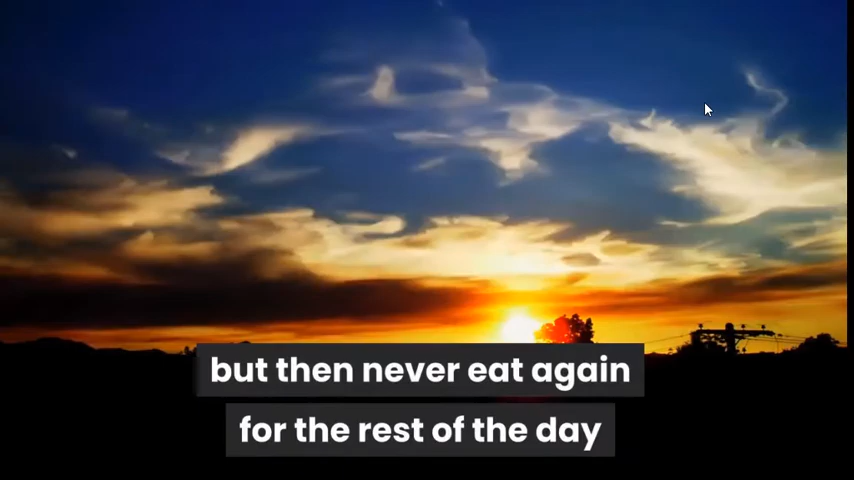 but then never eat again
for the rest of the day